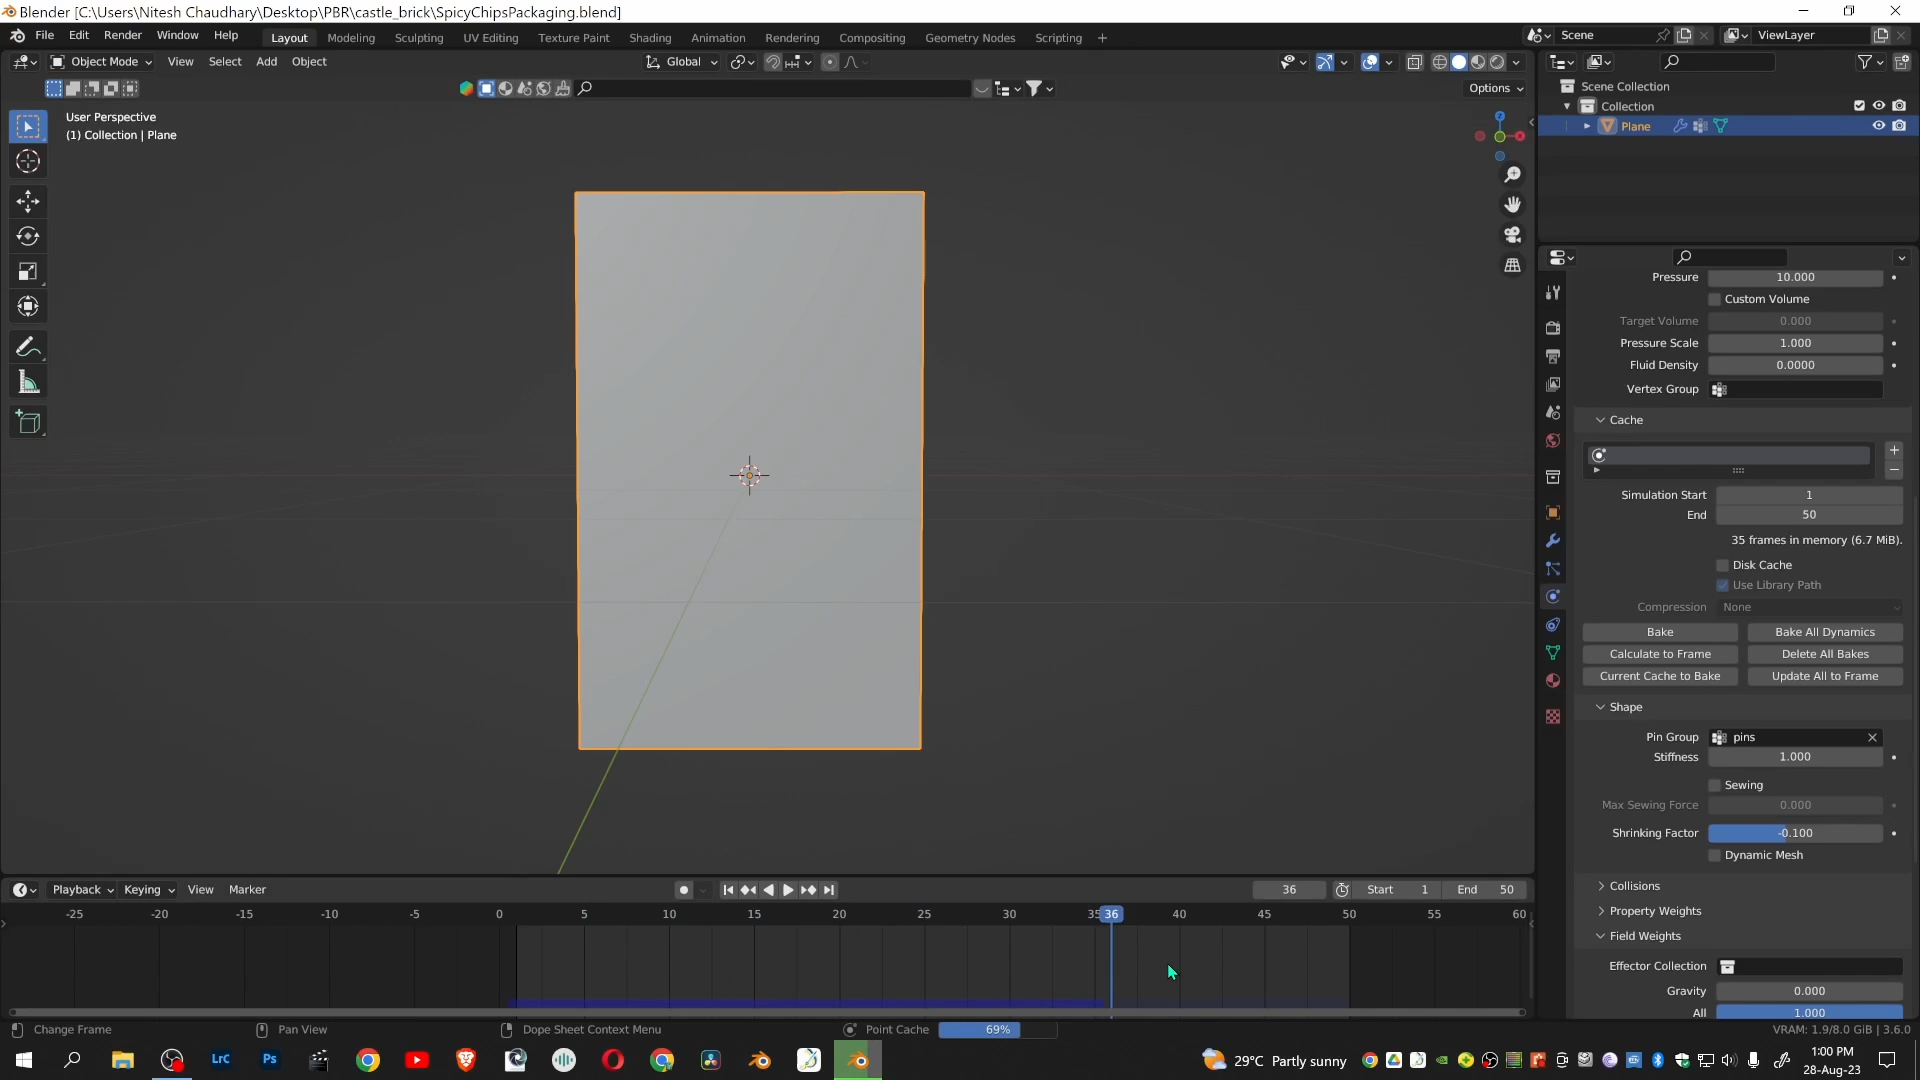 Blender [C:\Users\Nitesh Chaudhary\Desktop\PBR\castle_brick\SpicyChipsPackaging.blend]
File Edit Render Window Help Layout Modeling Sculpting UV Editing Texture Paint Shading Animation Rendering Compositing Geometry Nodes Scripting + Scene ViewLayer
Object Mode View Select Add Object Global
Options
User Perspective
(1) Collection | Plane
Scene Collection
Collection
Plane
Z
X
Pressure 10.000
Custom Volume
Target Volume 0.000
Pressure Scale 1.000
Fluid Density 0.0000
Vertex Group
Cache
Simulation Start 1
End 50
35 frames in memory (6.7 MiB).
Disk Cache
Use Library Path
Compression None
Bake Bake All Dynamics
Calculate to Frame Delete All Bakes
Current Cache to Bake Update All to Frame
Shape
Pin Group pins
Stiffness 1.000
Sewing
Max Sewing Force 0.000
Shrinking Factor -0.100
Dynamic Mesh
Collisions
Property Weights
Field Weights
Effector Collection
Gravity 0.000
All 1.000
Playback Keying View Marker 36 Start 1 End 50
-25 -20 -15 -10 -5 0 5 10 15 20 25 30 35 36 40 45 50 55 60
Change Frame Pan View Dope Sheet Context Menu Point Cache 69% VRAM: 1.9/8.0 GiB | 3.6.0
LrC Ps 29°C Partly sunny 1:00 PM
28-Aug-23